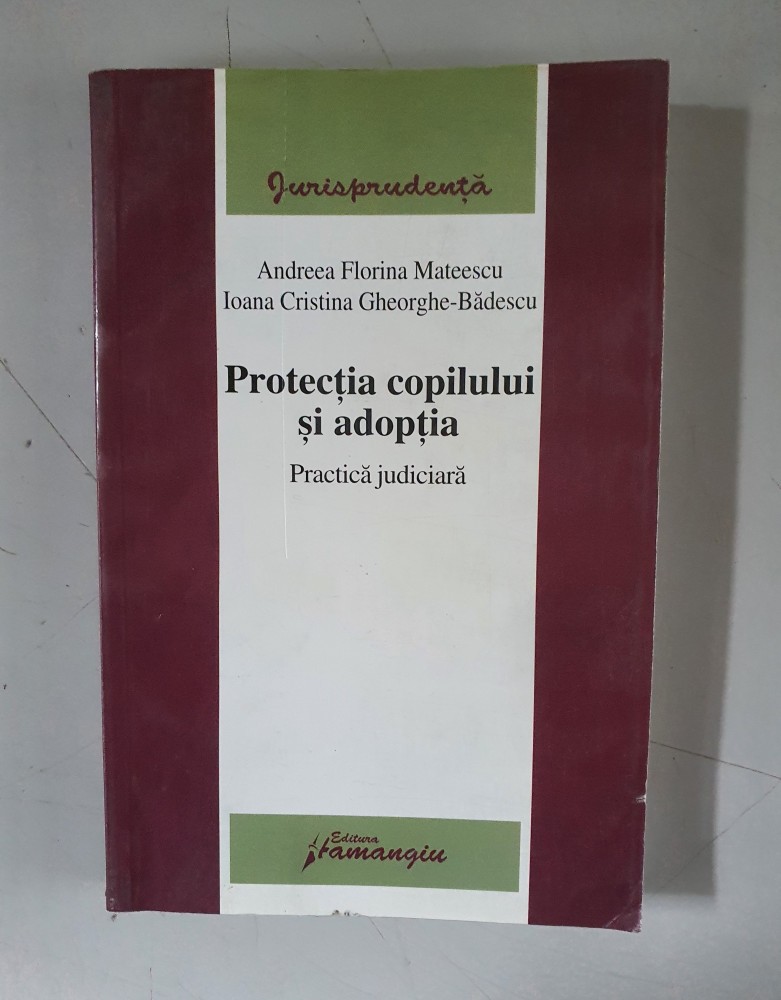 Jurisprudență
Andreea Florina Mateescu
Ioana Cristina Gheorghe-Bădescu
Protecția copilului
și adopția
Practică judiciară
Editura
Hamangiu